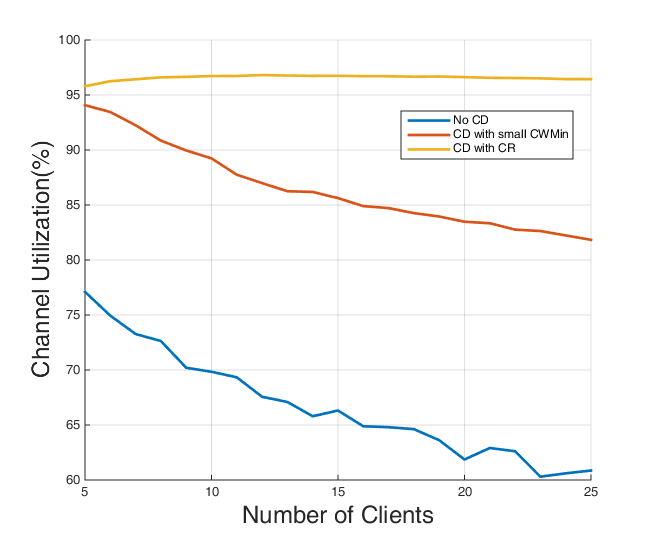 100
95
90
85
80
75
70
65
60
Channel Utilization(%)
No CD
CD with small CWMin
CD with CR
5
10
15
20
25
Number of Clients